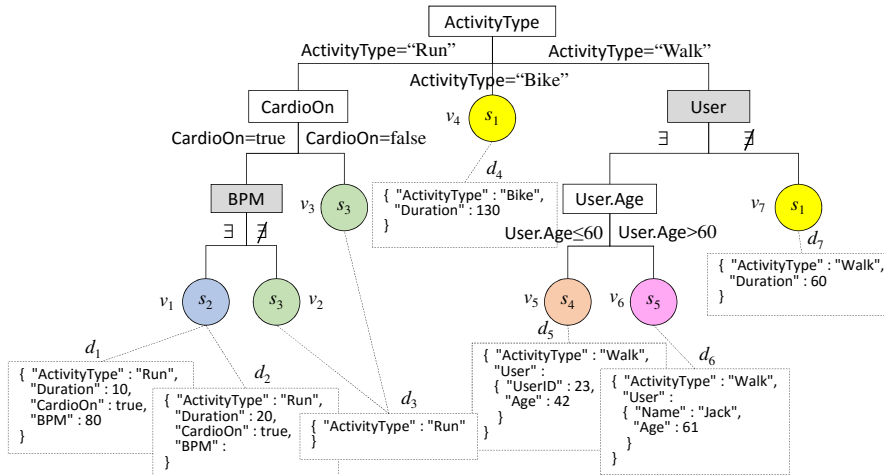 ActivityType
ActivityType=“Run”
ActivityType=“Walk”
ActivityType=“Bike”
CardioOn
v4
s1
User
CardioOn=true
CardioOn=false
∃
∄
d4
BPM
v3
s3
{ "ActivityType" : "Bike",
"Duration" : 130
}
User.Age
v7
s1
∃
∄
User.Age≤60
User.Age>60
d7
{ "ActivityType" : "Walk",
"Duration" : 60
}
v1
s2
s3
v2
v5
s4
v6
s5
d1
{ "ActivityType" : "Run",
"Duration" : 10,
"CardioOn" : true,
"BPM" : 80
}
d2
{ "ActivityType" : "Run",
"Duration" : 20,
"CardioOn" : true,
"BPM" :
}
d3
{ "ActivityType" : "Run"
}
d5
{ "ActivityType" : "Walk",
"User" :
{ "UserID" : 23,
"Age" : 42
}
}
d6
{ "ActivityType" : "Walk",
"User" :
{ "Name" : "Jack",
"Age" : 61
}
}